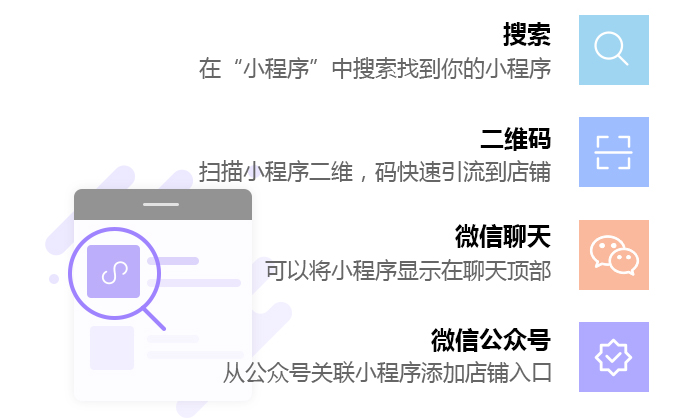 搜索
在“小程序”中搜索找到你的小程序
二维码
扫描小程序二维，码快速引流到店铺
微信聊天
可以将小程序显示在聊天顶部
微信公众号
从公众号关联小程序添加店铺入口